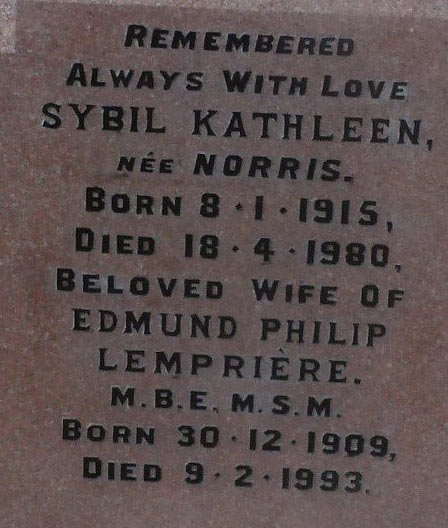 REMEMBERED
ALWAYS WITH LOVE
SYBIL KATHLEEN,
NÉE NORRIS.
BORN 8·1·1915,
DIED 18·4·1980,
BELOVED WIFE OF
EDMUND PHILIP
LEMPRIÈRE.
M.B.E. M.S.M.
BORN 30·12·1909,
DIED 9·2·1993.